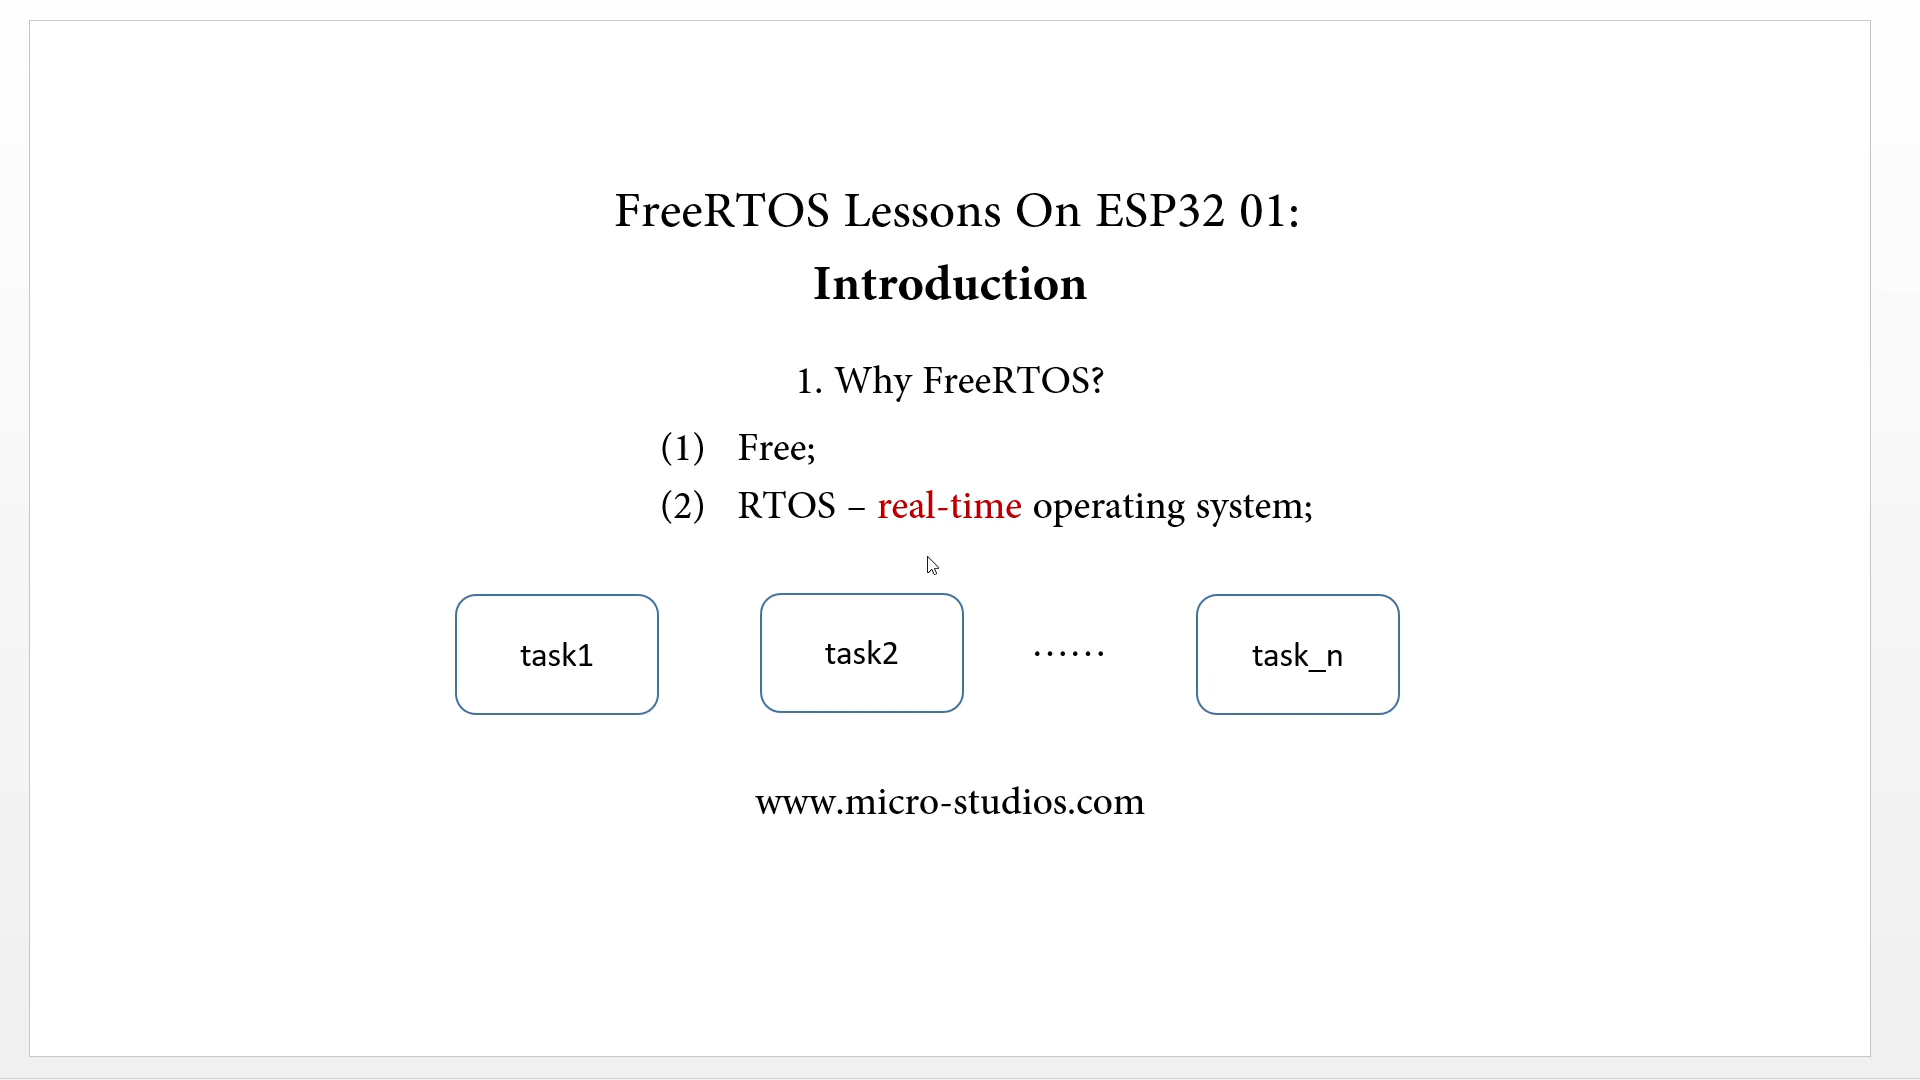 FreeRTOS Lessons On ESP32 01:
Introduction
1. Why FreeRTOS?
(1) Free;
(2) RTOS – real-time operating system;
task1 task2 ······ task_n
www.micro-studios.com